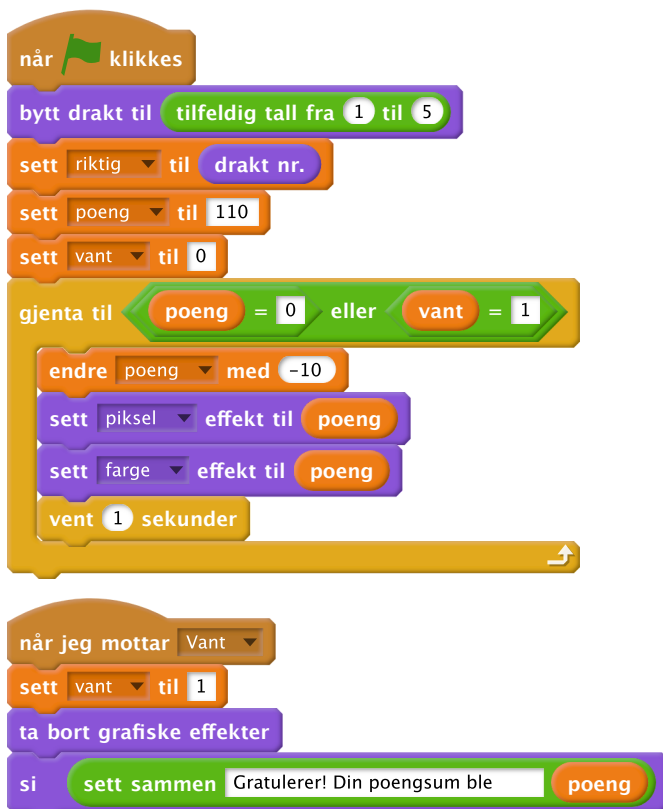 når klikkes
bytt drakt til tilfeldig tall fra 1 til 5
sett riktig til drakt nr.
sett poeng til 110
sett vant til 0
gjenta til poeng = 0 eller vant = 1
endre poeng med -10
sett piksel effekt til poeng
sett farge effekt til poeng
vent 1 sekunder
når jeg mottar Vant
sett vant til 1
ta bort grafiske effekter
si sett sammen Gratulerer! Din poengsum ble poeng